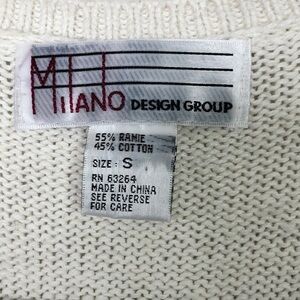 MILANO DESIGN GROUP
55% RAMIE
45% COTTON
SIZE: S
RN 63264
MADE IN CHINA
SEE REVERSE
FOR CARE